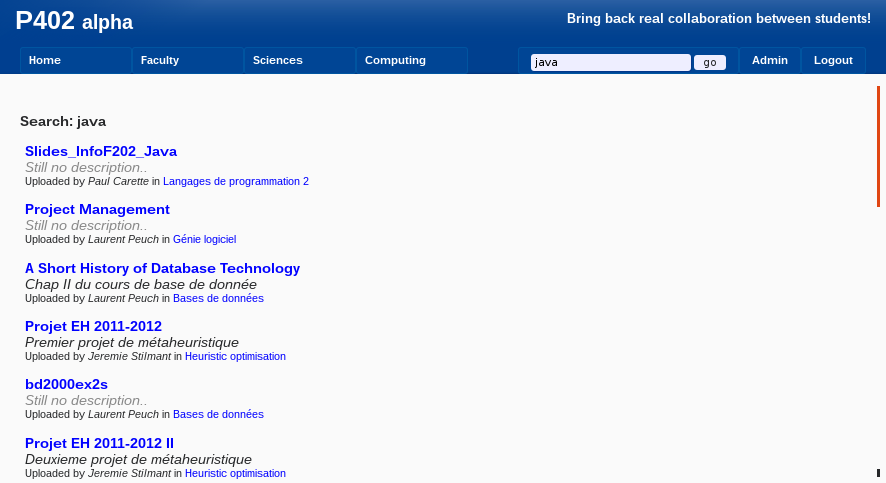 P402 alpha
Bring back real collaboration between students!
Home Faculty Sciences Computing java go Admin Logout
Search: java
Slides_InfoF202_Java
Still no description..
Uploaded by Paul Carette in Langages de programmation 2
Project Management
Still no description..
Uploaded by Laurent Peuch in Génie logiciel
A Short History of Database Technology
Chap II du cours de base de donnée
Uploaded by Laurent Peuch in Bases de données
Projet EH 2011-2012
Premier projet de métaheuristique
Uploaded by Jeremie Stilmant in Heuristic optimisation
bd2000ex2s
Still no description..
Uploaded by Laurent Peuch in Bases de données
Projet EH 2011-2012 II
Deuxieme projet de métaheuristique
Uploaded by Jeremie Stilmant in Heuristic optimisation